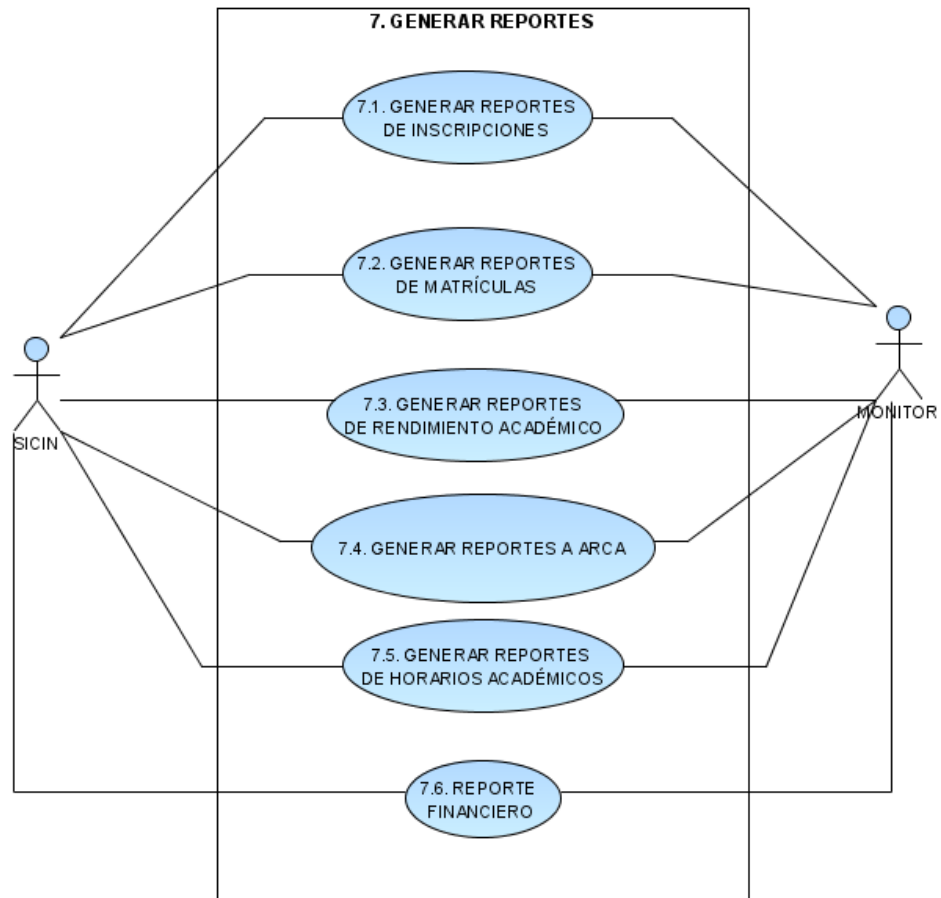 7. GENERAR REPORTES
7.1. GENERAR REPORTES
DE INSCRIPCIONES
7.2. GENERAR REPORTES
DE MATRÍCULAS
7.3. GENERAR REPORTES
DE RENDIMIENTO ACADÉMICO
MONITOR
SICIN
7.4. GENERAR REPORTES A ARCA
7.5. GENERAR REPORTES
DE HORARIOS ACADÉMICOS
7.6. REPORTE
FINANCIERO